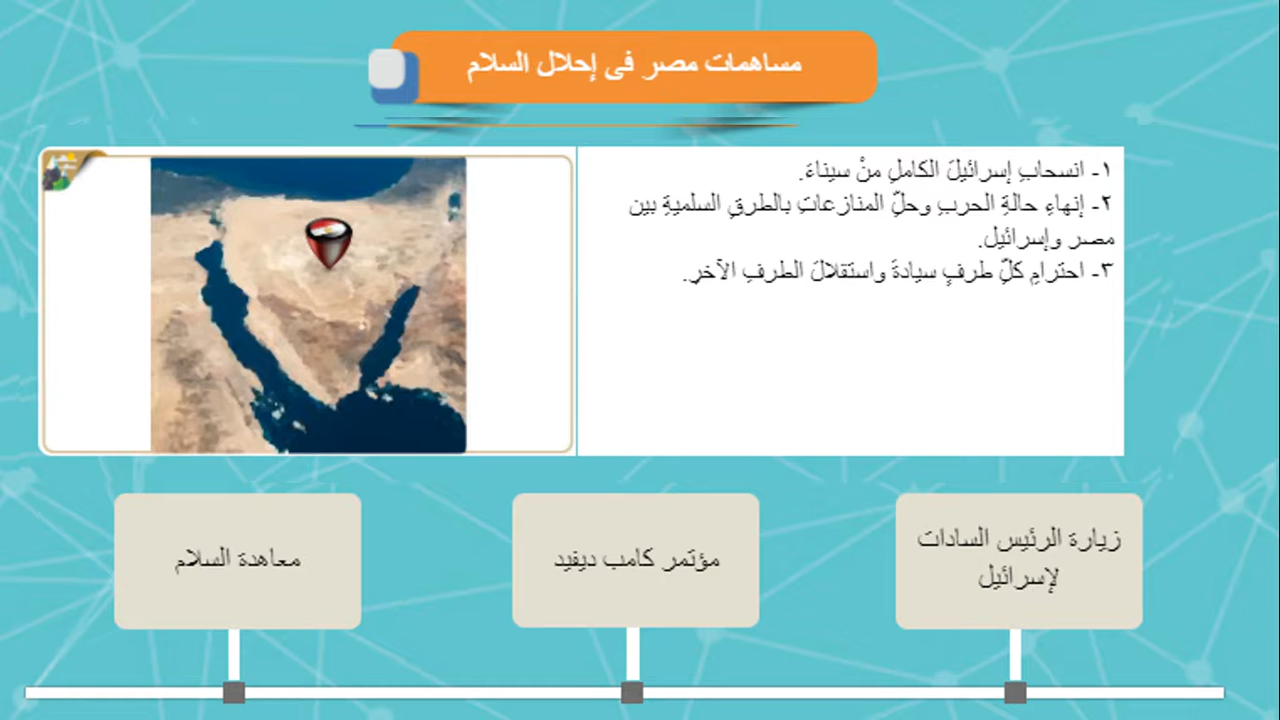 مساهمات مصر فى إحلال السلام
١- انسحابِ إسرائيلَ الكاملِ منْ سيناءَ.
٢- إنهاءِ حالةِ الحربِ وحلِّ المنازعاتِ بالطرقِ السلميةِ بين
مصر وإسرائيل.
٣- احترامِ كلِّ طرفٍ سيادةَ واستقلالَ الطرفِ الآخرِ.
زيارة الرئيس السادات
لإسرائيل
مؤتمر كامب ديڤيد
معاهدة السلام